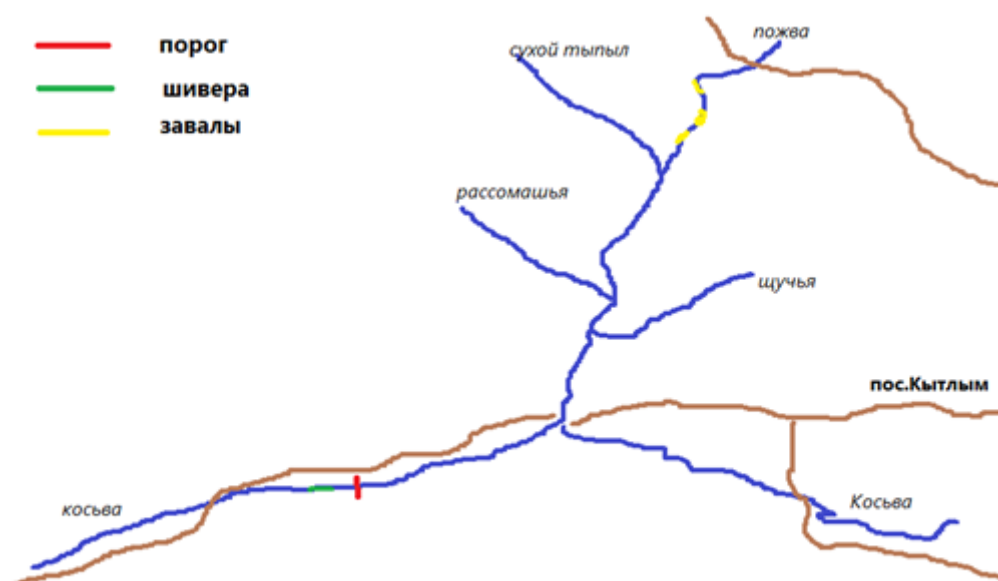 порог
шивера
завалы
пожва
сухой тыпыл
рассомашья
щучья
пос.Кытлым
косьва
Косьва